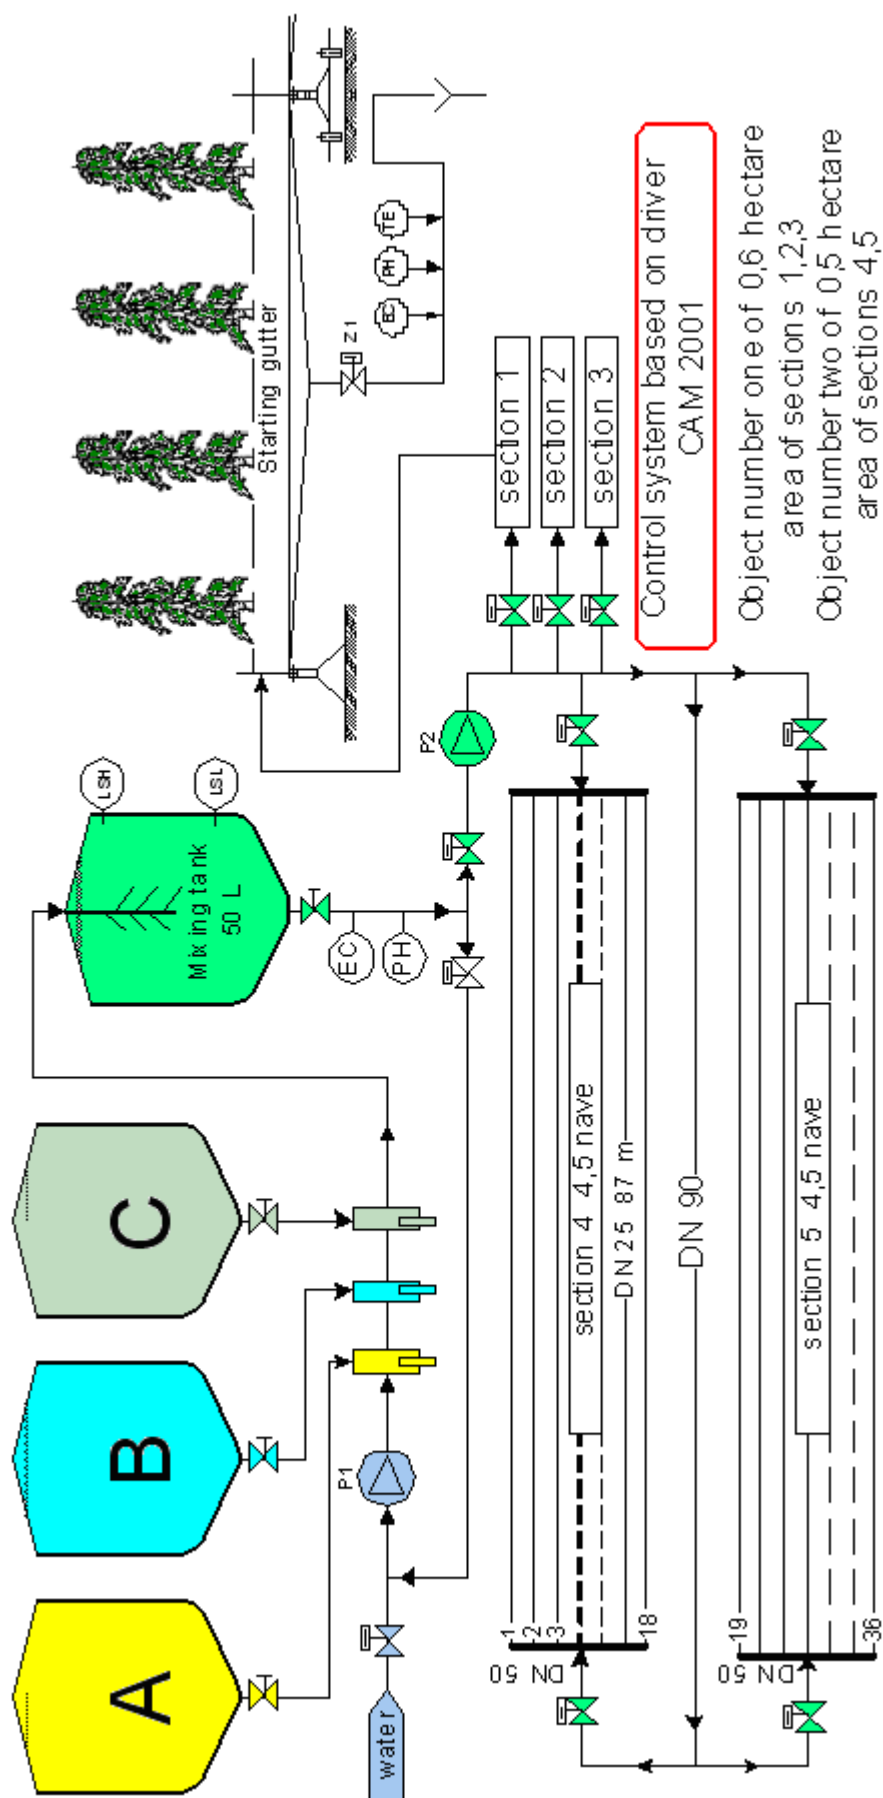 A
B
C
Mixing tank
50 L
LSH
LSL
Starting gutter
Z1
EC
PH
TE
water
P1
EC
PH
P2
section 1
section 2
section 3
DN 50
1
2
3
18
section 4 4,5 nave
DN25 87 m
DN 90
DN 50
19
36
section 5 4,5 nave
Control system based on driver
CAM 2001
Object number one of 0,6 hectare
area of sections 1,2,3
Object number two of 0,5 hectare
area of sections 4,5